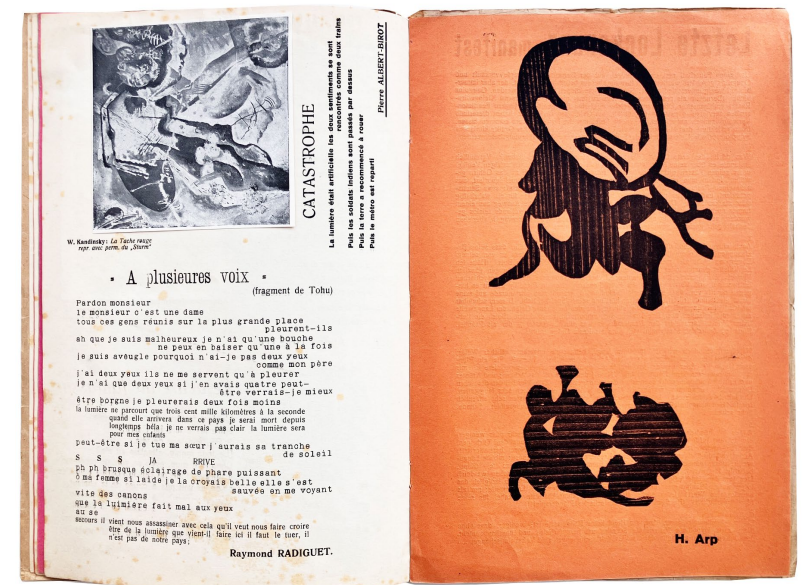 W. Kandinsky: La Tache rouge
repr. avec perm. du „Sturm"
CATASTROPHE
La lumière était artificielle les deux sentiments se sont
rencontrés comme deux trains
Puis les soldats indiens sont passés par dessus
Puis la terre a recommencé à rouer
Puis le métro est reparti
Pierre ALBERT-BIROT
A plusieures voix
(fragment de Tohu)
Pardon monsieur
le monsieur c'est une dame
tous ces gens réunis sur la plus grande place
pleurent-ils
ah que je suis malheureux je n'ai qu'une bouche
ne peux en baiser qu'une à la fois
je suis aveugle pourquoi n'ai-je pas deux yeux
comme mon père
j'ai deux yeux ils ne me servent qu'à pleurer
je n'ai que deux yeux si j'en avais quatre peut-
être verrais-je mieux
être borgne je pleurerais deux fois moins
la lumière ne parcourt que trois cent mille kilomètres à la seconde
quand elle arrivera dans ce pays je serai mort depuis
longtemps béla je ne verrais pas clair la lumière sera
pour mes enfants
peut-être si je tue ma sœur j'aurais sa tranche
de soleil
S S S JA RRIVE
ph ph brusque éclairage de phare puissant
ô ma femme si laide je la croyais belle elle s'est
sauvée en me voyant
vite des canons
que la luimière fait mal aux yeux
au se
secours il vient nous assassiner avec cela qu'il veut nous faire croire
être de la lumière que vient-il faire ici il faut le tuer, il
n'est pas de notre pays;
Raymond RADIGUET.
H. Arp